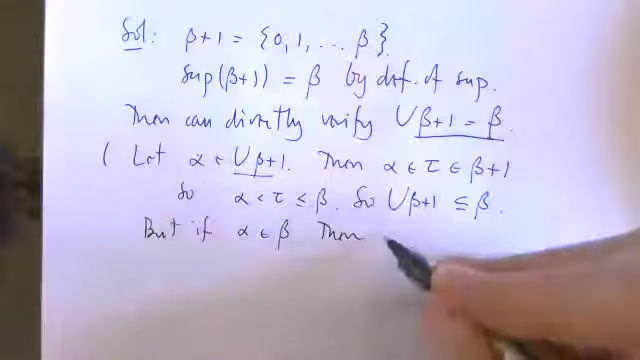 Sol: β+1 = {0, 1, ... β}.
sup(β+1) = β by def. of sup.
Then can directly verify ∪β+1 = β.
( Let α ∈ ∪β+1. Then α ∈ τ ∈ β+1
So α < τ ≤ β. So ∪β+1 ⊆ β.
But if α ∈ β Then